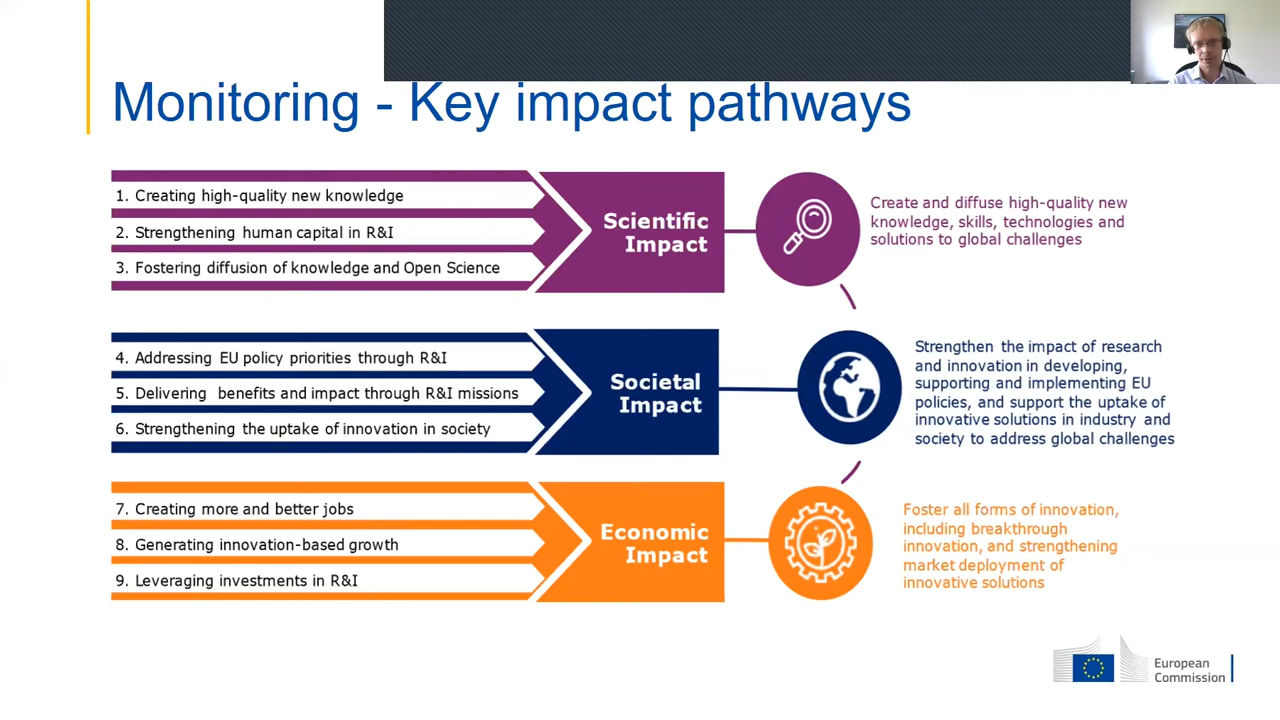 Monitoring - Key impact pathways
1. Creating high-quality new knowledge
2. Strengthening human capital in R&I
3. Fostering diffusion of knowledge and Open Science
Scientific
Impact
Create and diffuse high-quality new
knowledge, skills, technologies and
solutions to global challenges
4. Addressing EU policy priorities through R&I
5. Delivering benefits and impact through R&I missions
6. Strengthening the uptake of innovation in society
Societal
Impact
Strengthen the impact of research
and innovation in developing,
supporting and implementing EU
policies, and support the uptake of
innovative solutions in industry and
society to address global challenges
7. Creating more and better jobs
8. Generating innovation-based growth
9. Leveraging investments in R&I
Economic
Impact
Foster all forms of innovation,
including breakthrough
innovation, and strengthening
market deployment of
innovative solutions
European
Commission